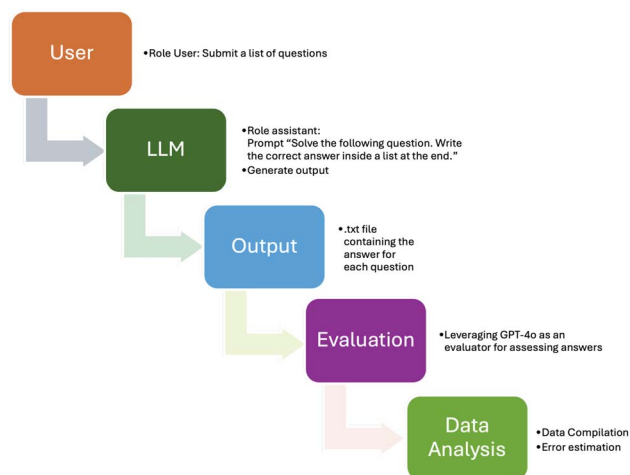 User
•Role User: Submit a list of questions
LLM
•Role assistant:
Prompt “Solve the following question. Write
the correct answer inside a list at the end.”
•Generate output
Output
•.txt file
containing the
answer for
each question
Evaluation
•Leveraging GPT-4o as an
evaluator for assessing answers
Data
Analysis
•Data Compilation
•Error estimation